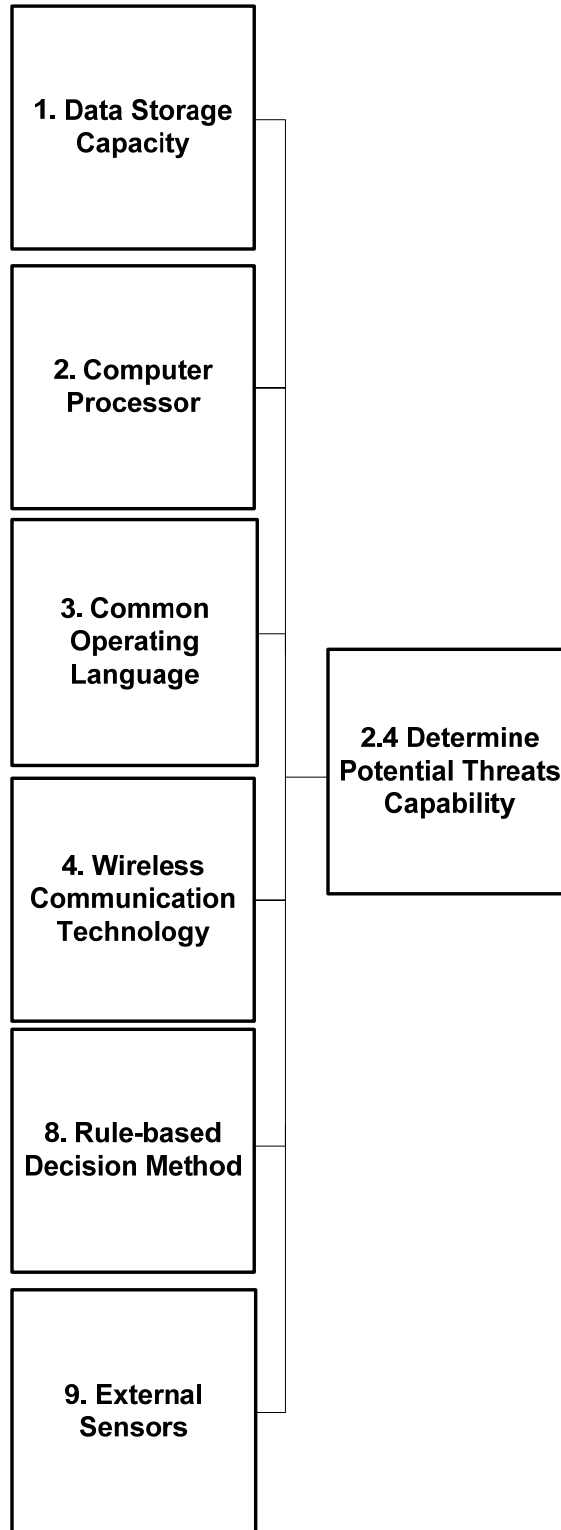 1. Data Storage
Capacity
2. Computer
Processor
3. Common
Operating
Language
2.4 Determine
Potential Threats
Capability
4. Wireless
Communication
Technology
8. Rule-based
Decision Method
9. External
Sensors